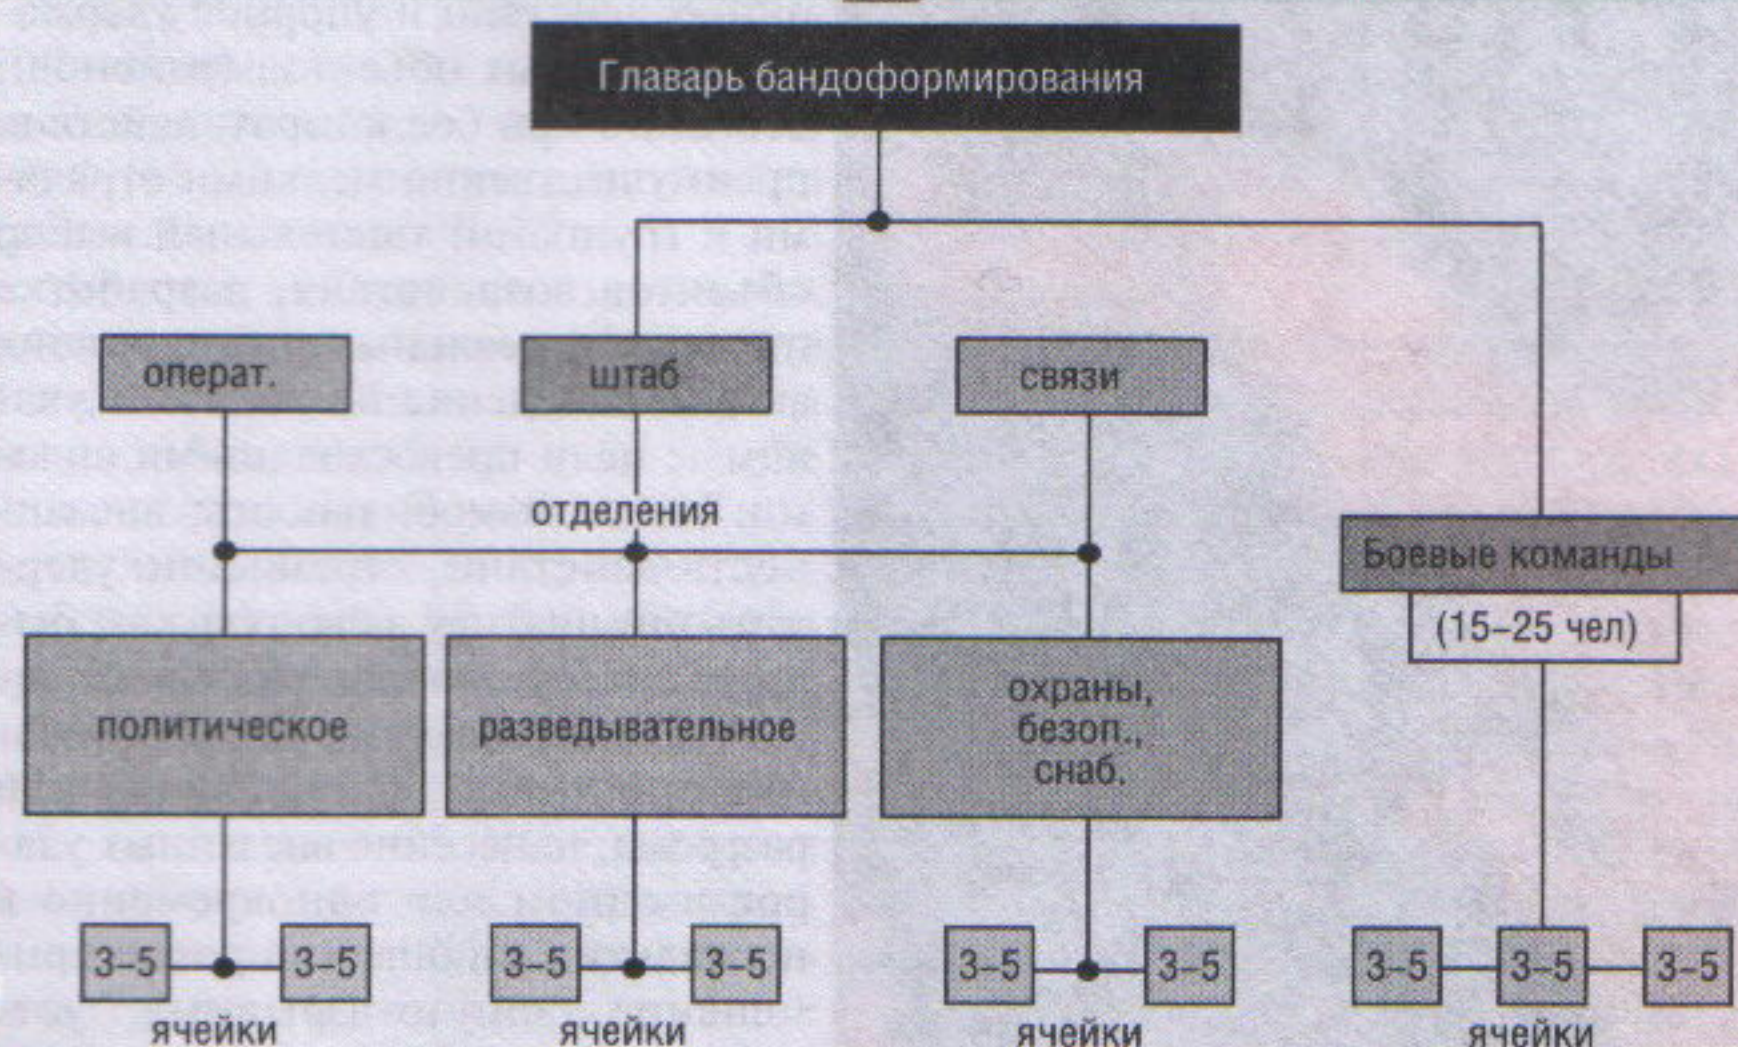 Главарь бандоформирования
операт.
штаб
связи
отделения
Боевые команды
(15–25 чел)
политическое
разведывательное
охраны,
безоп.,
снаб.
3–5
3–5
3–5
3–5
3–5
3–5
3–5
3–5
3–5
ячейки
ячейки
ячейки
ячейки